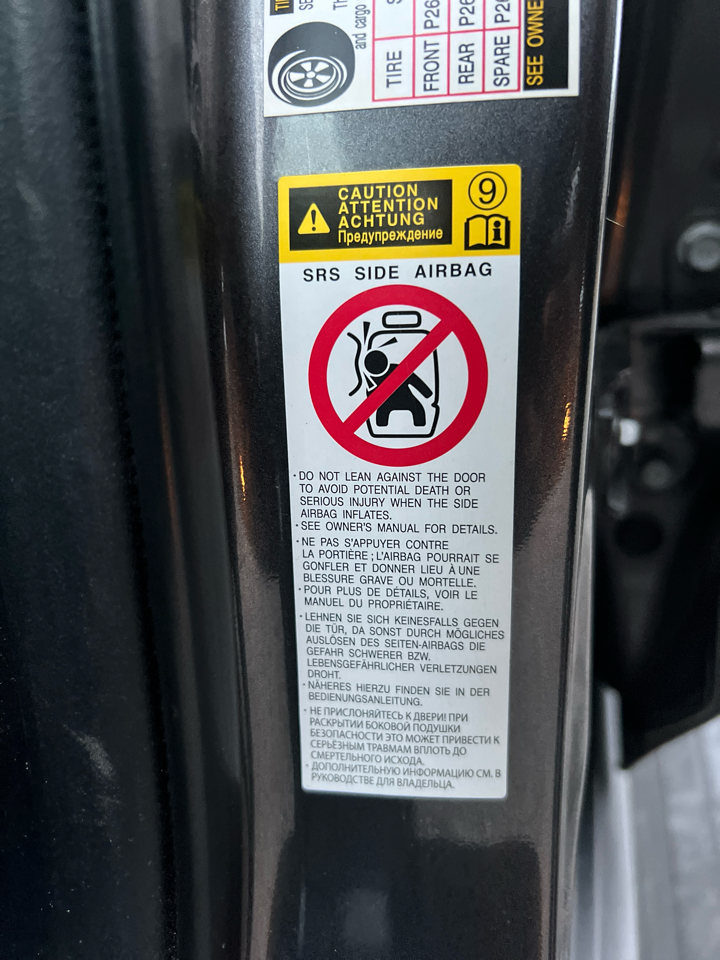 TIRE
FRONT P26
REAR P26
SPARE P26
SEE OWNE
and cargo
CAUTION
ATTENTION
ACHTUNG
Предупреждение
9
SRS SIDE AIRBAG
· DO NOT LEAN AGAINST THE DOOR
TO AVOID POTENTIAL DEATH OR
SERIOUS INJURY WHEN THE SIDE
AIRBAG INFLATES.
· SEE OWNER'S MANUAL FOR DETAILS.
· NE PAS S'APPUYER CONTRE
LA PORTIÈRE ; L'AIRBAG POURRAIT SE
GONFLER ET DONNER LIEU À UNE
BLESSURE GRAVE OU MORTELLE.
· POUR PLUS DE DÉTAILS, VOIR LE
MANUEL DU PROPRIÉTAIRE.
· LEHNEN SIE SICH KEINESFALLS GEGEN
DIE TÜR, DA SONST DURCH MÖGLICHES
AUSLÖSEN DES SEITEN-AIRBAGS DIE
GEFAHR SCHWERER BZW.
LEBENSGEFÄHRLICHER VERLETZUNGEN
DROHT.
· NÄHERES HIERZU FINDEN SIE IN DER
BEDIENUNGSANLEITUNG.
· НЕ ПРИСЛОНЯЙТЕСЬ К ДВЕРИ! ПРИ
РАСКРЫТИИ БОКОВОЙ ПОДУШКИ
БЕЗОПАСНОСТИ ЭТО МОЖЕТ ПРИВЕСТИ К
СЕРЬЁЗНЫМ ТРАВМАМ ВПЛОТЬ ДО
СМЕРТЕЛЬНОГО ИСХОДА.
· ДОПОЛНИТЕЛЬНУЮ ИНФОРМАЦИЮ СМ. В
РУКОВОДСТВЕ ДЛЯ ВЛАДЕЛЬЦА.